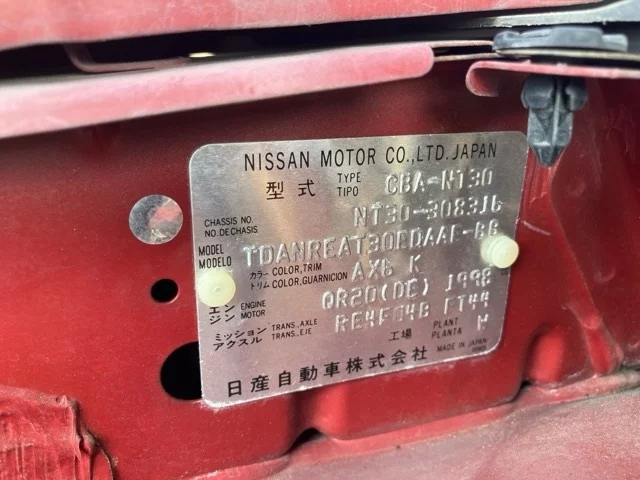 NISSAN MOTOR CO.,LTD.JAPAN
型式 TYPE TIPO CBA-NT30
CHASSIS NO. NO.DECHASIS NT30-308316
MODEL MODELO TDANREAT30EDAAE-BG
カラー COLOR,TRIM
トリム COLOR,GUARNICION AX6 K
エンジン ENGINE MOTOR QR20(DE) 1998
ミッション TRANS.,AXLE RE4F04B FT44
アクスル TRANS.,EJE 工場 PLANT PLANTA M
MADE IN JAPAN
日産自動車株式会社